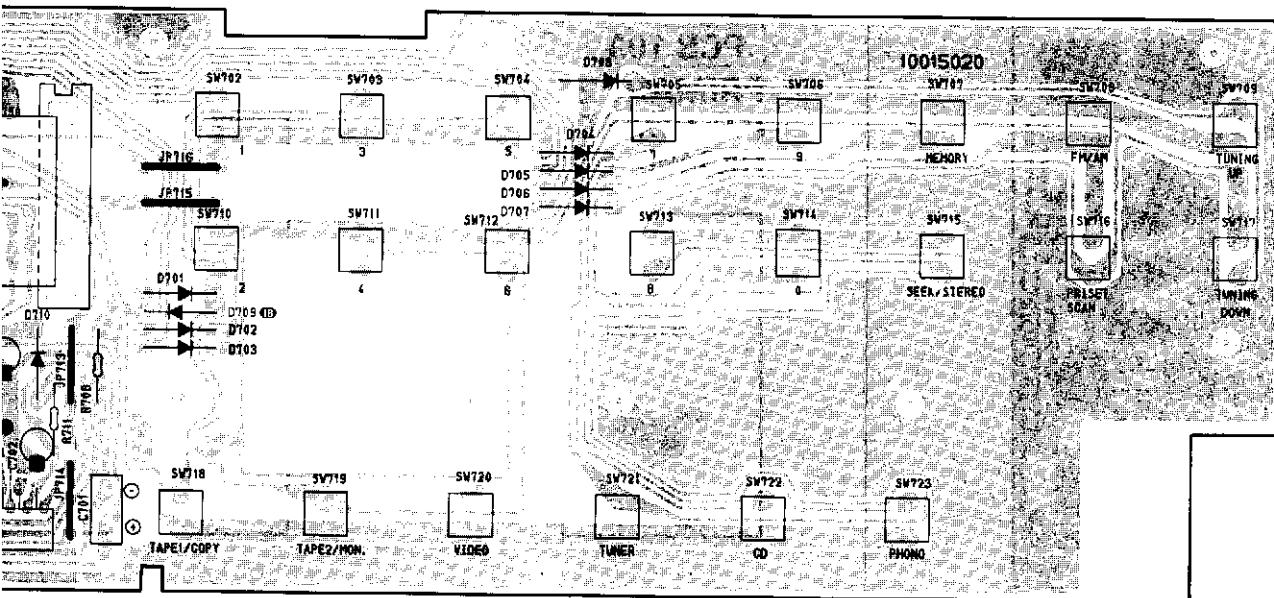 10015020
D708
SW702
SW703
SW704
SW705
SW706
SW707
SW709
1
3
5
7
9
MEMORY
FM/AM
TUNING
UP
D704
D705
D706
D707
JP716
JP715
SW710
SW711
SW712
SW713
SW714
SW715
SW716
SW717
2
4
6
8
0
SEEK/STEREO
PRESET
SCAN
TUNING
DOWN
D701
D709
D702
D703
D710
JP713
R708
R711
C702
JP714
C701
SW718
SW719
SW720
SW721
SW722
SW723
TAPE1/COPY
TAPE2/MON.
VIDEO
TUNER
CD
PHONO